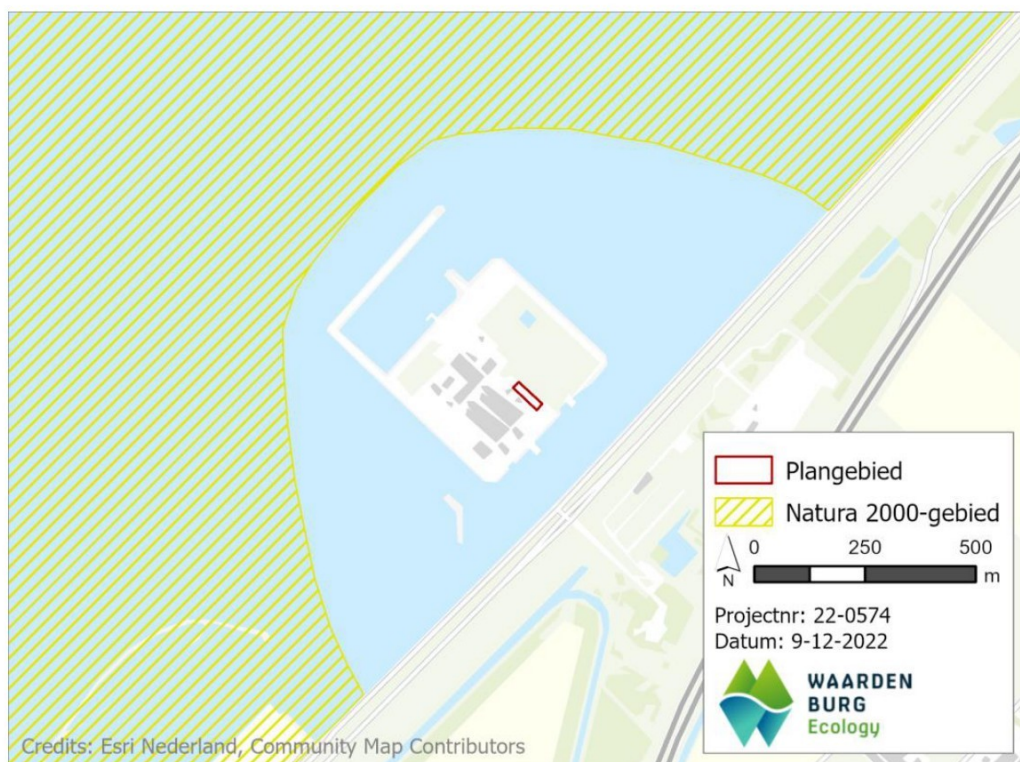 Plangebied
Natura 2000-gebied
0 250 500
m
N
Projectnr: 22-0574
Datum: 9-12-2022
WAARDEN
BURG
Ecology
Credits: Esri Nederland, Community Map Contributors